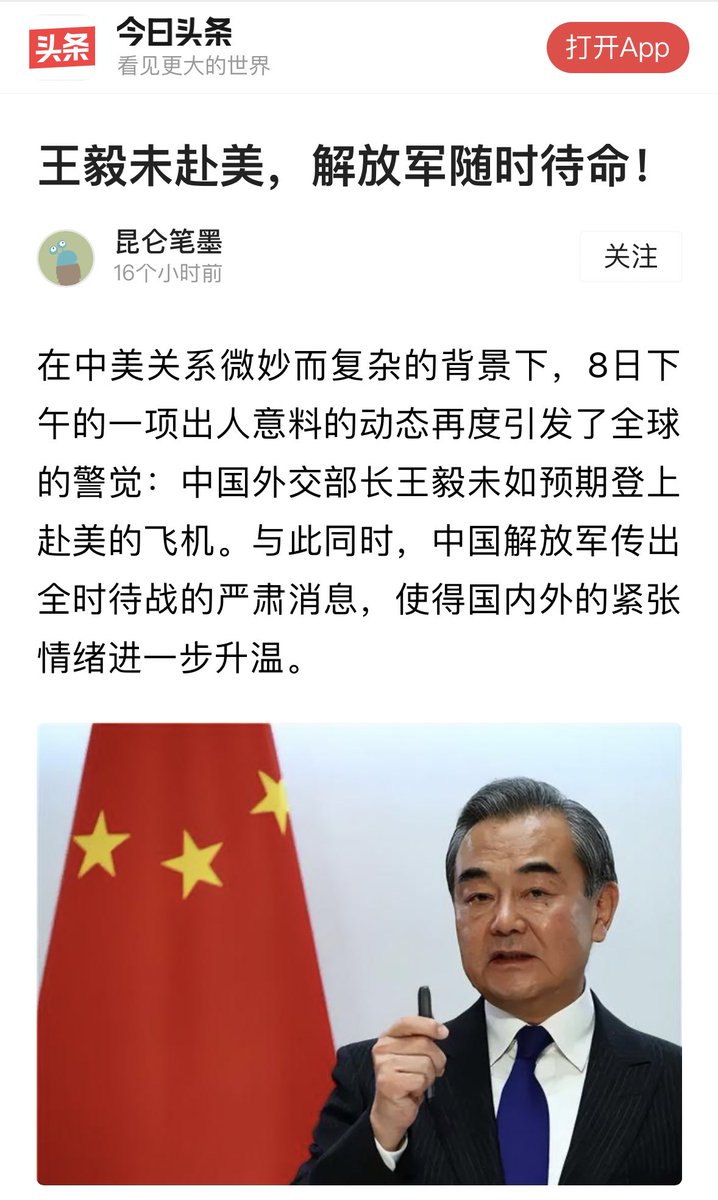 头条
今日头条
看见更大的世界
打开App
王毅未赴美，解放军随时待命！
昆仑笔墨
16个小时前
关注
在中美关系微妙而复杂的背景下，8日下
午的一项出人意料的动态再度引发了全球
的警觉：中国外交部长王毅未如预期登上
赴美的飞机。与此同时，中国解放军传出
全时待战的严肃消息，使得国内外的紧张
情绪进一步升温。